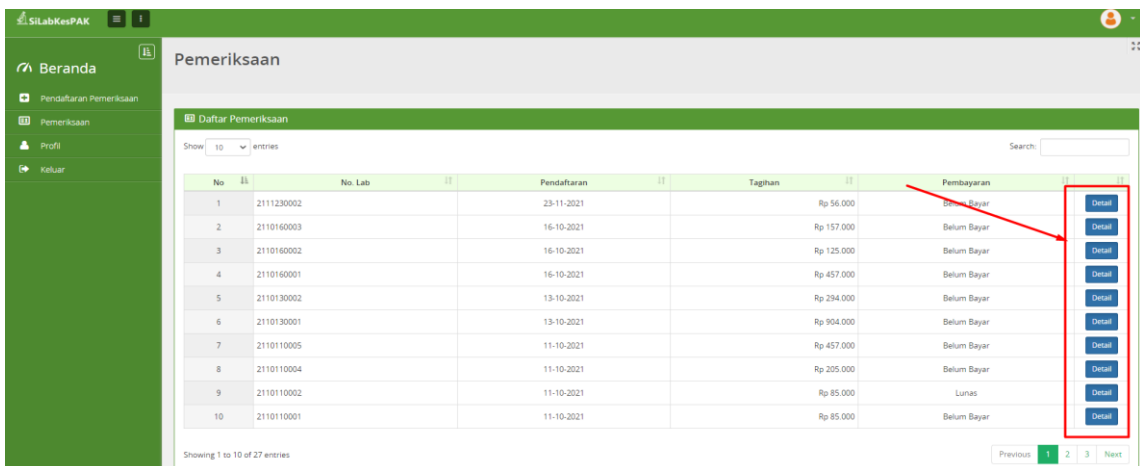 SiLabKesPAK
Beranda
Pendaftaran Pemeriksaan
Pemeriksaan
Profil
Keluar
Pemeriksaan
Daftar Pemeriksaan
Show 10 entries Search:
No No. Lab Pendaftaran Tagihan Pembayaran
1 2111230002 23-11-2021 Rp 56.000 Belum Bayar Detail
2 2110160003 16-10-2021 Rp 157.000 Belum Bayar Detail
3 2110160002 16-10-2021 Rp 125.000 Belum Bayar Detail
4 2110160001 16-10-2021 Rp 457.000 Belum Bayar Detail
5 2110130002 13-10-2021 Rp 294.000 Belum Bayar Detail
6 2110130001 13-10-2021 Rp 904.000 Belum Bayar Detail
7 2110110005 11-10-2021 Rp 457.000 Belum Bayar Detail
8 2110110004 11-10-2021 Rp 205.000 Belum Bayar Detail
9 2110110002 11-10-2021 Rp 85.000 Lunas Detail
10 2110110001 11-10-2021 Rp 85.000 Belum Bayar Detail
Showing 1 to 10 of 27 entries Previous 1 2 3 Next